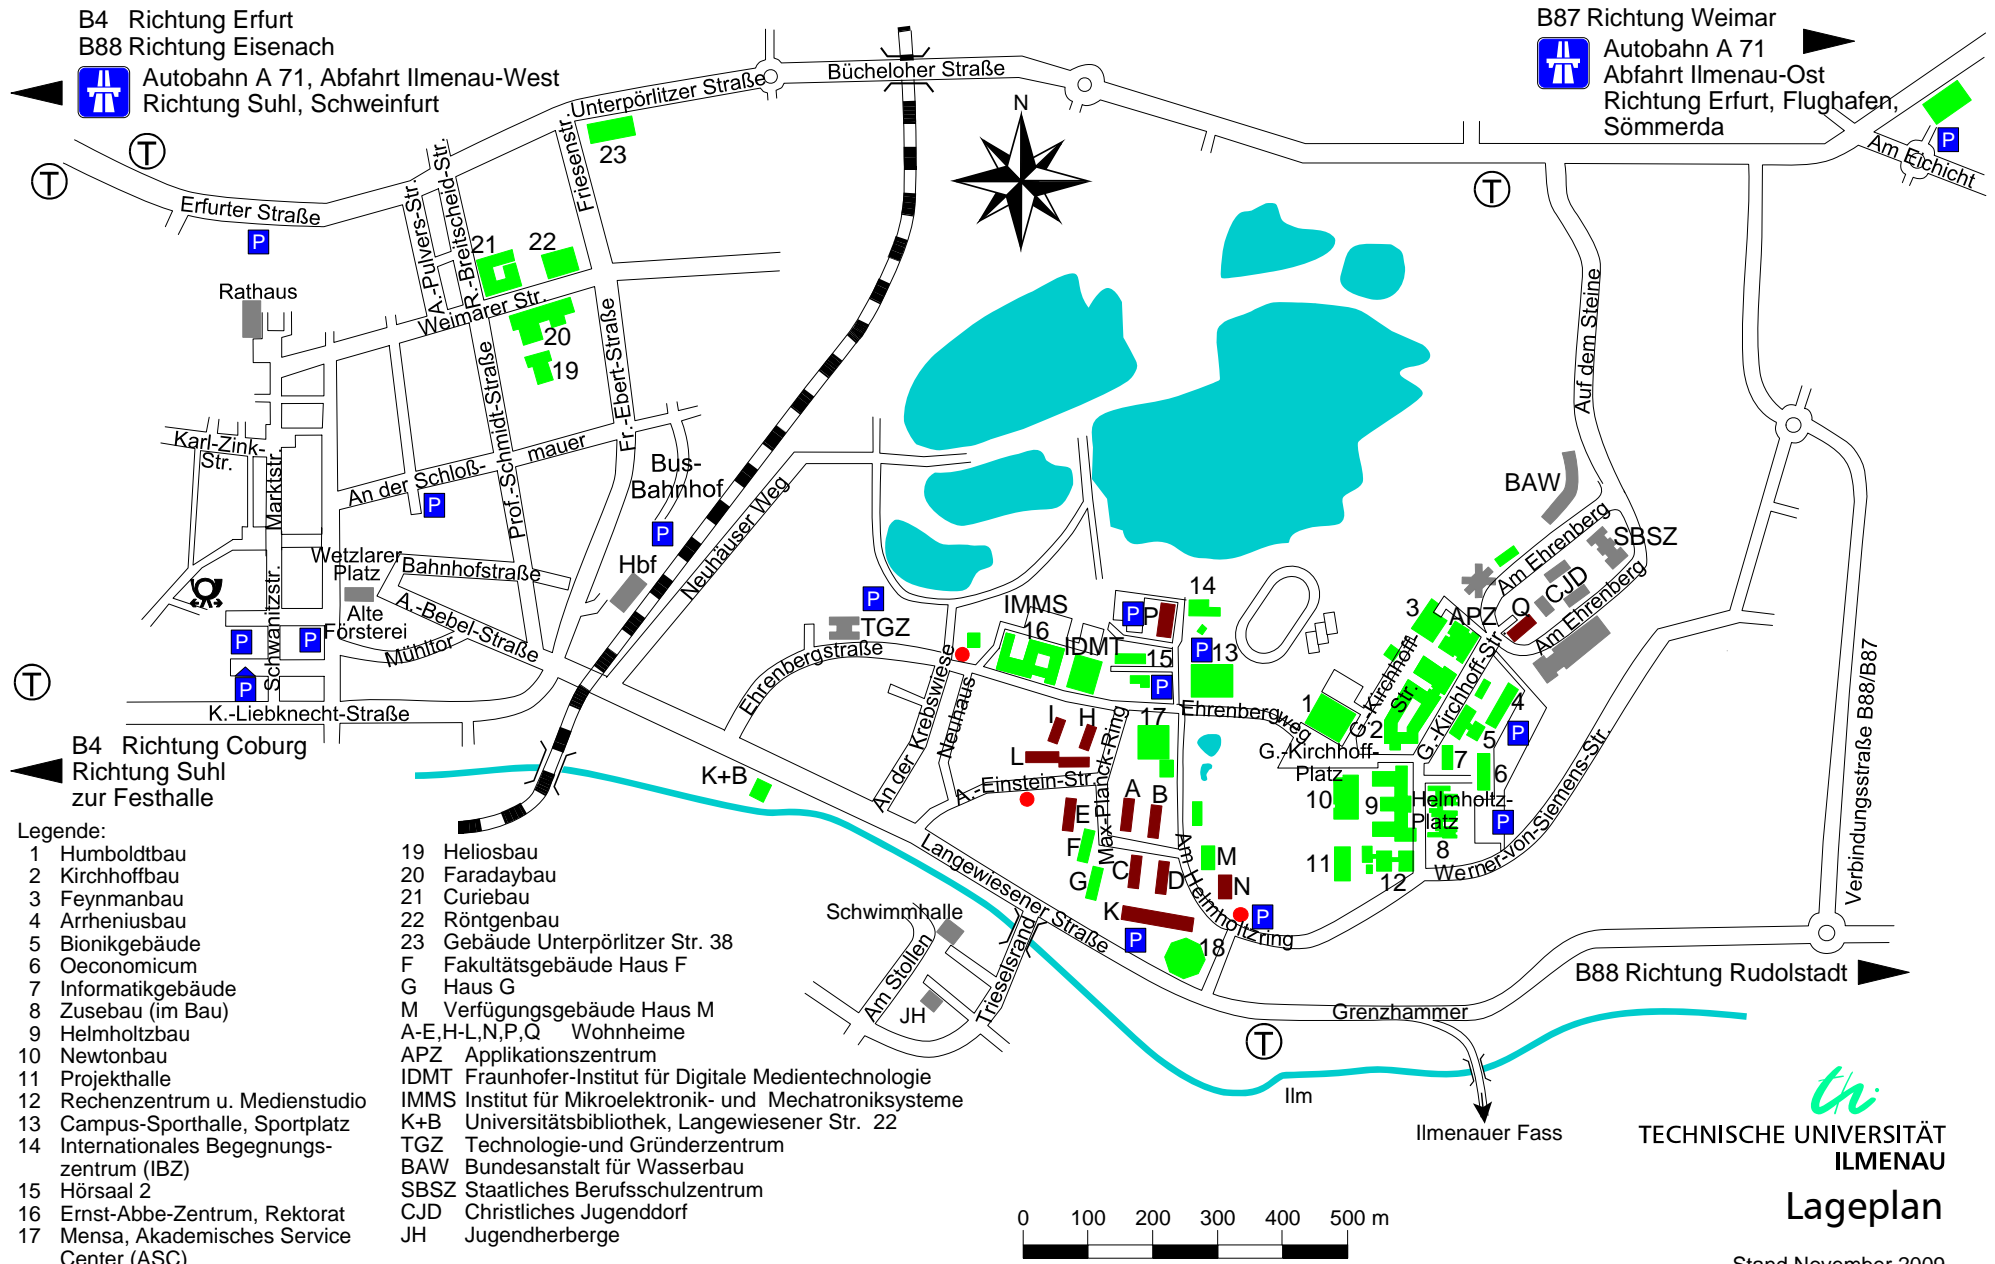 B4 Richtung Erfurt
B88 Richtung Eisenach
Autobahn A 71, Abfahrt Ilmenau-West
Richtung Suhl, Schweinfurt
B87 Richtung Weimar
Autobahn A 71
Abfahrt Ilmenau-Ost
Richtung Erfurt, Flughafen,
Sömmerda
Unterpörlitzer Straße
Bücheloher Straße
N
T
T
T
Am Eichicht
P
Friesenstr.
23
Erfurter Straße
P
A.-Pulvers-Str.
R.-Breitscheid-Str.
21
22
Weimarer Str.
Rathaus
20
19
Prof.-Schmidt-Straße
Fr.-Ebert-Straße
Auf dem Steine
Karl-Zink-
Str.
Marktstr.
An der Schloß-
mauer
P
Bus-
Bahnhof
P
Neuhäuser Weg
BAW
SBSZ
Am Ehrenberg
CJD
Q
Am Ehrenberg
Wetzlarer
Platz
Bahnhofstraße
Hbf
Alte
Försterei
A.-Bebel-Straße
Mühltor
Schwanitzstr.
P
P
P
T
K.-Liebknecht-Straße
P
TGZ
Ehrenbergstraße
IMMS
16
IDMT
P
P
14
P
13
15
P
3
APZ
G.-Kirchhoff-
Str.
G.-Kirchhoff-Str.
1
2
4
5
P
7
6
Ehrenbergweg
G.-Kirchhoff-
Platz
An der Krebswiese
Neuhaus
I
H
L
17
Max-Planck-Ring
A.-Einstein-Str.
K+B
A
B
E
F
G
C
D
K
Am Helmholtzring
M
N
P
P
18
10
9
Helmholtz-
Platz
P
8
11
12
Werner-von-Siemens-Str.
Verbindungsstraße B88/B87
B4 Richtung Coburg
Richtung Suhl
zur Festhalle
Langewiesener Straße
Schwimmhalle
Am Stollen
Trieselsrand
JH
B88 Richtung Rudolstadt
Grenzhammer
T
Ilm
Ilmenauer Fass
Legende:
1 Humboldtbau
2 Kirchhoffbau
3 Feynmanbau
4 Arrheniusbau
5 Bionikgebäude
6 Oeconomicum
7 Informatikgebäude
8 Zusebau (im Bau)
9 Helmholtzbau
10 Newtonbau
11 Projekthalle
12 Rechenzentrum u. Medienstudio
13 Campus-Sporthalle, Sportplatz
14 Internationales Begegnungs-
zentrum (IBZ)
15 Hörsaal 2
16 Ernst-Abbe-Zentrum, Rektorat
17 Mensa, Akademisches Service
Center (ASC)
19 Heliosbau
20 Faradaybau
21 Curiebau
22 Röntgenbau
23 Gebäude Unterpörlitzer Str. 38
F Fakultätsgebäude Haus F
G Haus G
M Verfügungsgebäude Haus M
A-E,H-L,N,P,Q Wohnheime
APZ Applikationszentrum
IDMT Fraunhofer-Institut für Digitale Medientechnologie
IMMS Institut für Mikroelektronik- und Mechatroniksysteme
K+B Universitätsbibliothek, Langewiesener Str. 22
TGZ Technologie-und Gründerzentrum
BAW Bundesanstalt für Wasserbau
SBSZ Staatliches Berufsschulzentrum
CJD Christliches Jugenddorf
JH Jugendherberge
0 100 200 300 400 500 m
th
TECHNISCHE UNIVERSITÄT
ILMENAU
Lageplan
Stand November 2009